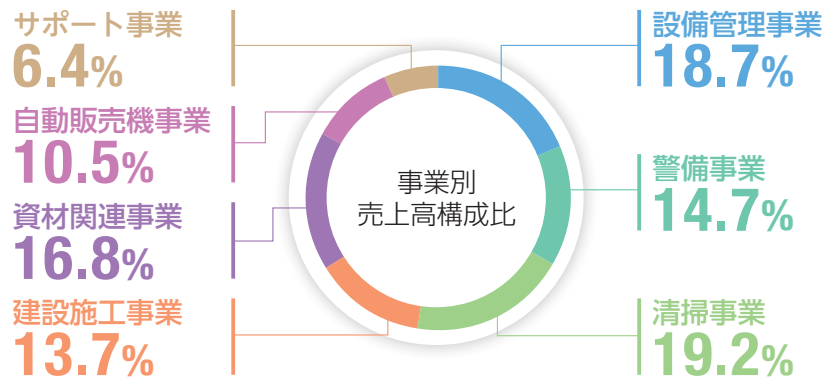 サポート事業
6.4%
自動販売機事業
10.5%
資材関連事業
16.8%
建設施工事業
13.7%
事業別
売上高構成比
設備管理事業
18.7%
警備事業
14.7%
清掃事業
19.2%